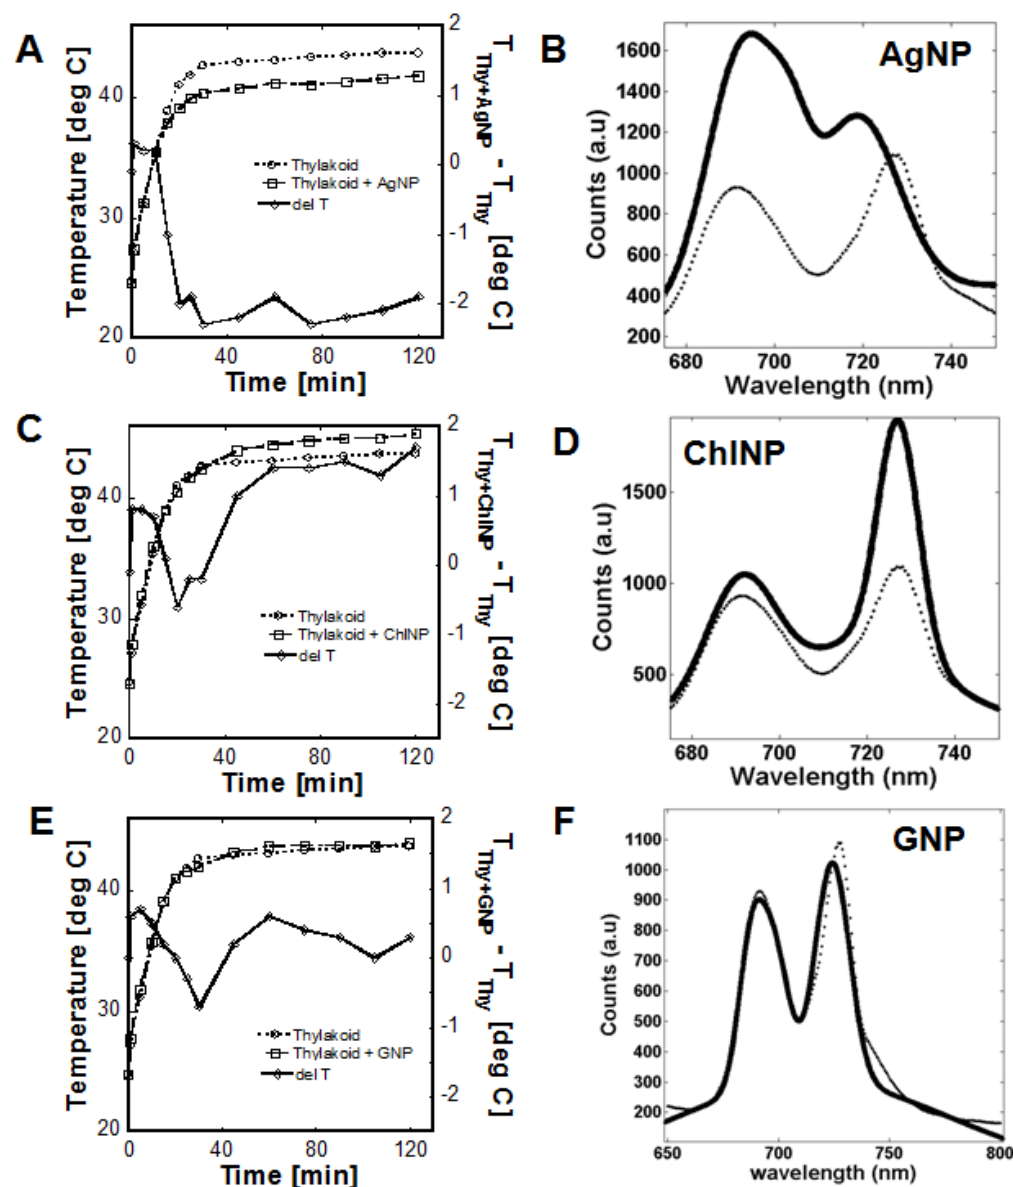 A
Temperature [deg C]
40
30
20
2
1
0
-1
-2
T Thy+AgNP - T Thy [deg C]
Thylakoid
Thylakoid + AgNP
del T
0
40
80
120
Time [min]
B
AgNP
Counts (a.u)
1600
1400
1200
1000
800
600
400
200
680
700
720
740
Wavelength (nm)
C
Temperature [deg C]
40
30
20
2
1
0
-1
-2
T Thy+ChlNP - T Thy [deg C]
Thylakoid
Thylakoid + ChlNP
del T
0
40
80
120
Time [min]
D
ChlNP
Counts (a.u)
1500
1000
500
680
700
720
740
Wavelength (nm)
E
Temperature [deg C]
40
30
20
2
1
0
-1
-2
T Thy+GNP - T Thy [deg C]
Thylakoid
Thylakoid + GNP
del T
0
40
80
120
Time [min]
F
GNP
Counts (a.u)
1100
1000
900
800
700
600
500
400
300
200
650
700
750
800
wavelength (nm)